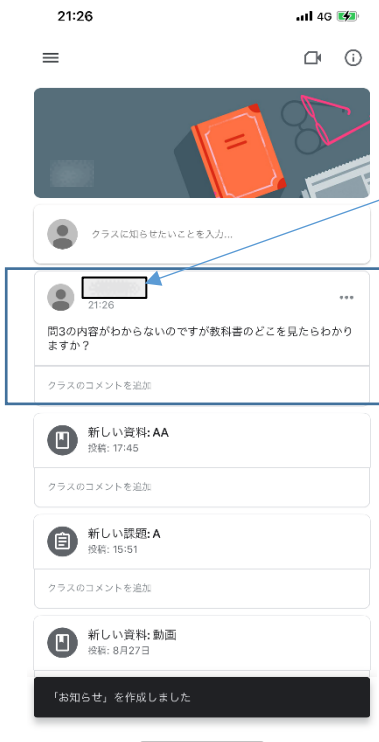 21:26
4G
クラスに知らせたいことを入力...
21:26
問3の内容がわからないのですが教科書のどこを見たらわかり
ますか？
クラスのコメントを追加
新しい資料: AA
投稿: 17:45
クラスのコメントを追加
新しい課題: A
投稿: 15:51
クラスのコメントを追加
新しい資料: 動画
投稿: 8月27日
「お知らせ」を作成しました